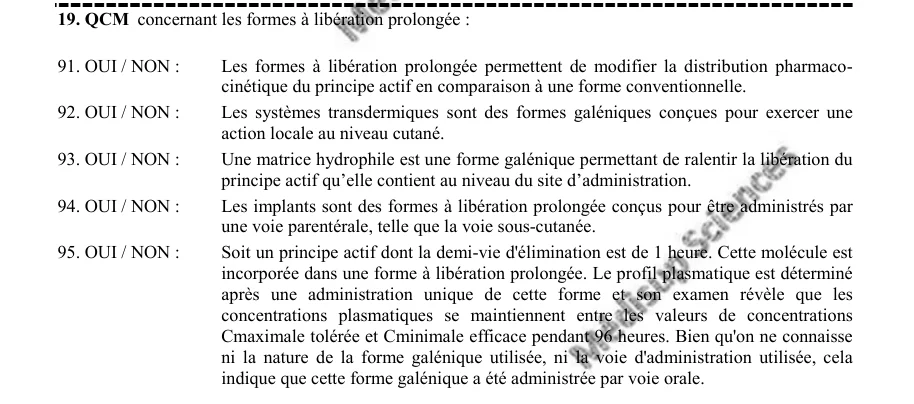 19. QCM concernant les formes à libération prolongée :
91. OUI / NON : Les formes à libération prolongée permettent de modifier la distribution pharmaco-
cinétique du principe actif en comparaison à une forme conventionnelle.
92. OUI / NON : Les systèmes transdermiques sont des formes galéniques conçues pour exercer une
action locale au niveau cutané.
93. OUI / NON : Une matrice hydrophile est une forme galénique permettant de ralentir la libération du
principe actif qu’elle contient au niveau du site d’administration.
94. OUI / NON : Les implants sont des formes à libération prolongée conçus pour être administrés par
une voie parentérale, telle que la voie sous-cutanée.
95. OUI / NON : Soit un principe actif dont la demi-vie d'élimination est de 1 heure. Cette molécule est
incorporée dans une forme à libération prolongée. Le profil plasmatique est déterminé
après une administration unique de cette forme et son examen révèle que les
concentrations plasmatiques se maintiennent entre les valeurs de concentrations
Cmaximale tolérée et Cminimale efficace pendant 96 heures. Bien qu'on ne connaisse
ni la nature de la forme galénique utilisée, ni la voie d'administration utilisée, cela
indique que cette forme galénique a été administrée par voie orale.
Medisup Sciences